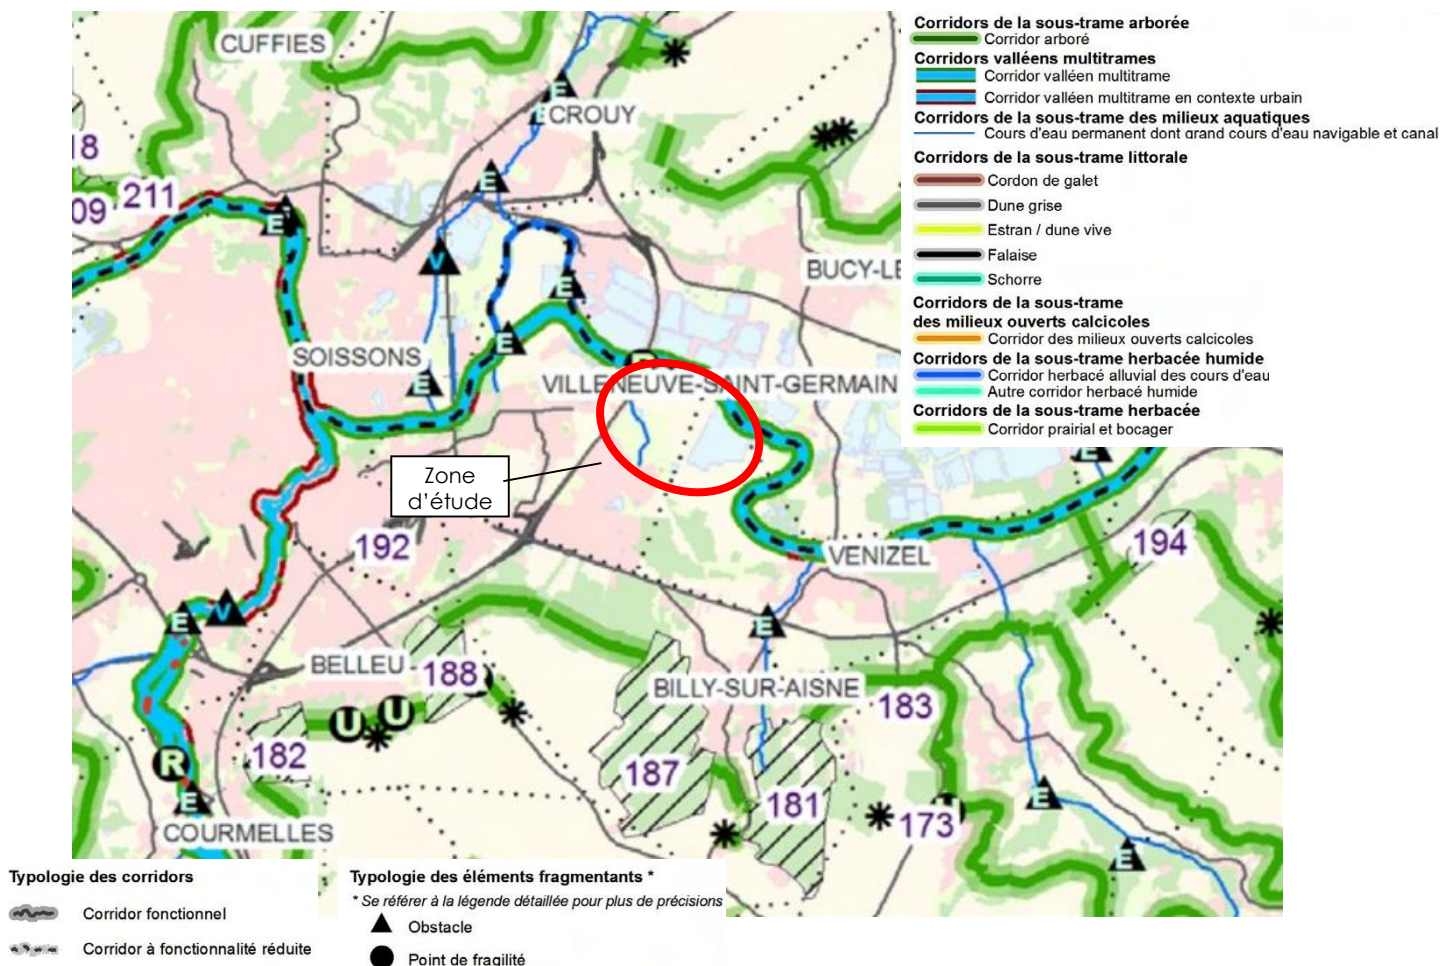 CUFFIES
CROUY
18
211
09
E
E
E
E
V
E
E
E
BUCY-LE
SOISSONS
VILLENEUVE-SAINT-GERMAIN
Zone
d'étude
192
VENIZEL
194
E
V
E
E
BELLEU
188
BILLY-SUR-AISNE
183
U
U
182
187
181
173
R
E
E
E
COURMELLES
Corridors de la sous-trame arborée
Corridor arboré
Corridors valléens multitrames
Corridor valléen multitrame
Corridor valléen multitrame en contexte urbain
Corridors de la sous-trame des milieux aquatiques
Cours d'eau permanent dont grand cours d'eau navigable et canal
Corridors de la sous-trame littorale
Cordon de galet
Dune grise
Estran / dune vive
Falaise
Schorre
Corridors de la sous-trame
des milieux ouverts calcicoles
Corridor des milieux ouverts calcicoles
Corridors de la sous-trame herbacée humide
Corridor herbacé alluvial des cours d'eau
Autre corridor herbacé humide
Corridors de la sous-trame herbacée
Corridor prairial et bocager
Typologie des corridors
Corridor fonctionnel
Corridor à fonctionnalité réduite
Typologie des éléments fragmentants *
* Se référer à la légende détaillée pour plus de précisions
Obstacle
Point de fragilité